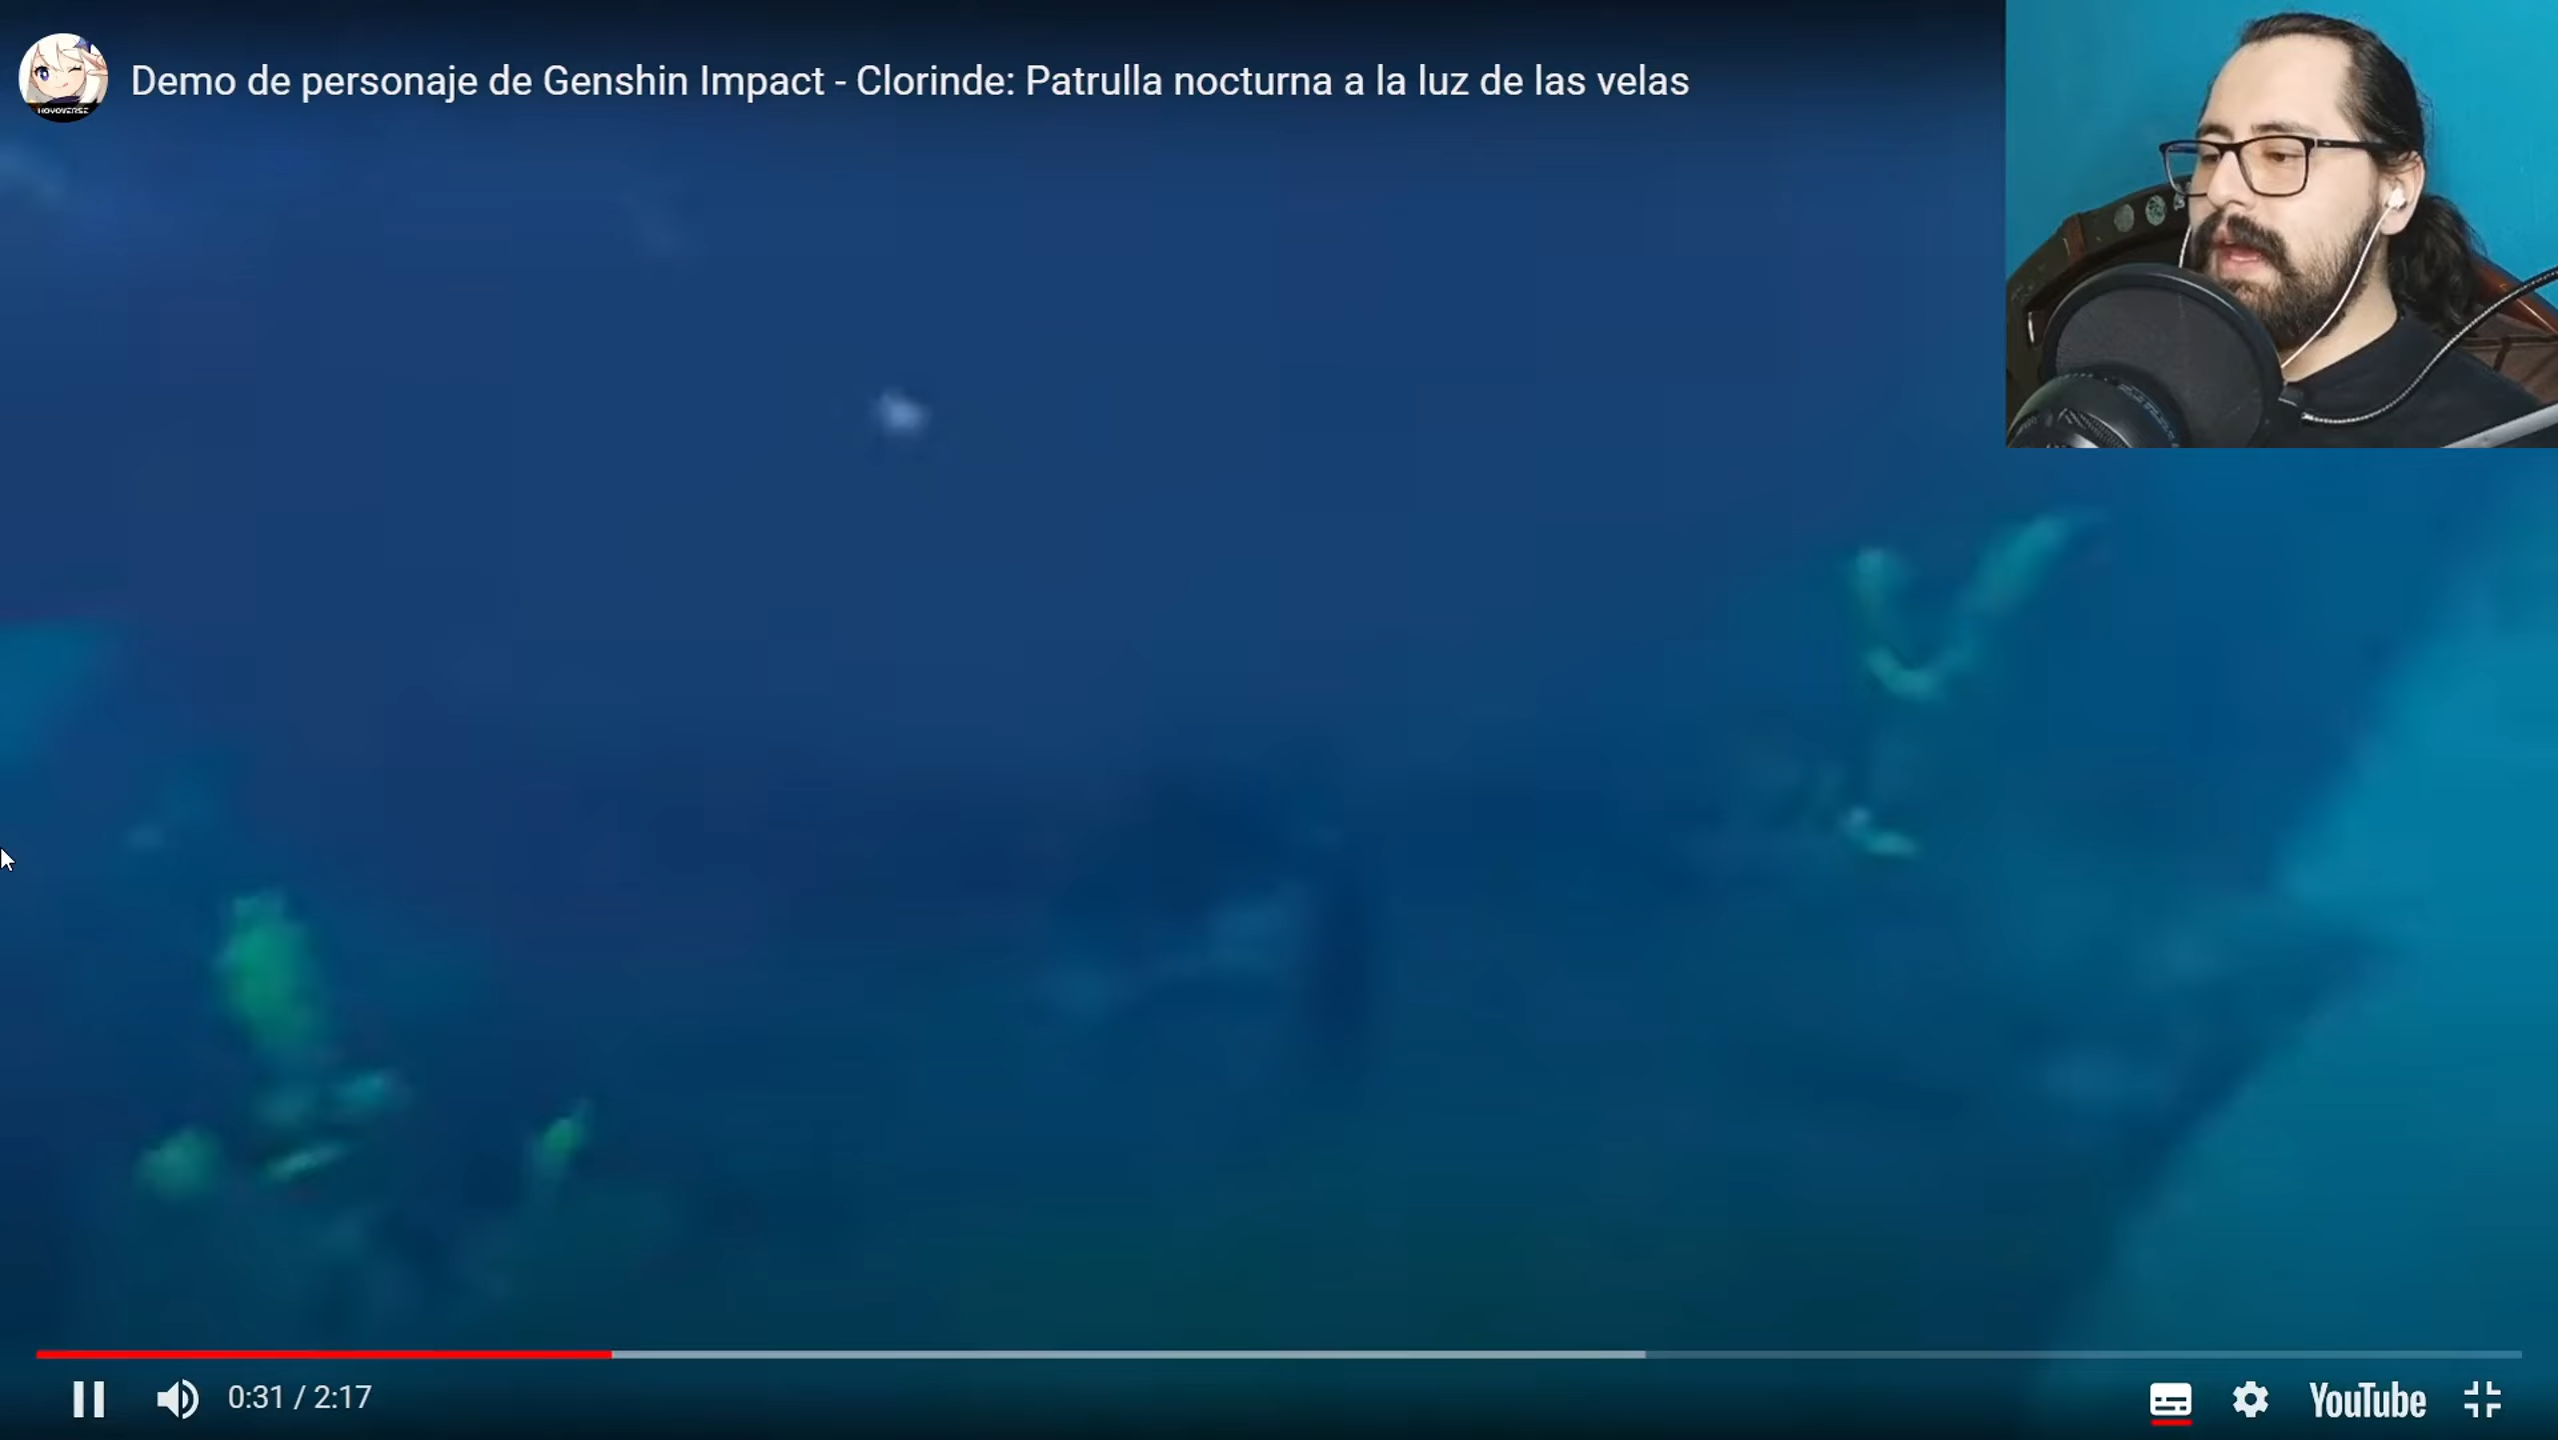 Demo de personaje de Genshin Impact - Clorinde: Patrulla nocturna a la luz de las velas
HOYOVERSE
0:31 / 2:17
YouTube